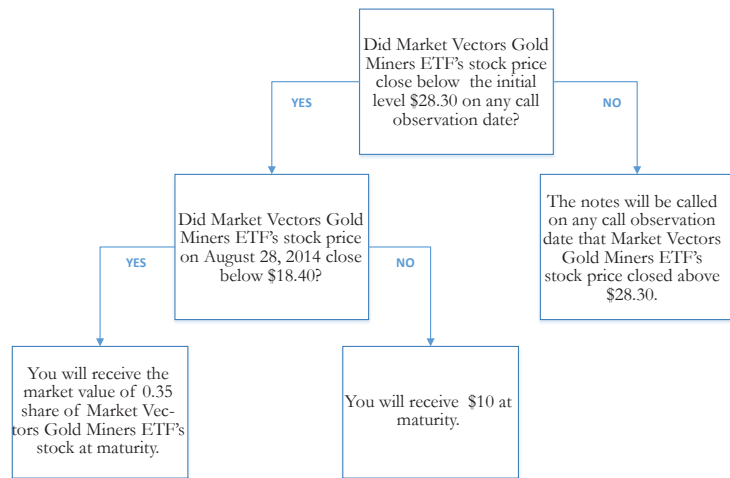 Did Market Vectors Gold
Miners ETF's stock price
close below the initial
level $28.30 on any call
observation date?
YES
NO
Did Market Vectors Gold
Miners ETF's stock price
on August 28, 2014 close
below $18.40?
The notes will be called
on any call observation
date that Market Vectors
Gold Miners ETF's
stock price closed above
$28.30.
YES
NO
You will receive the
market value of 0.35
share of Market Vec-
tors Gold Miners ETF's
stock at maturity.
You will receive $10 at
maturity.